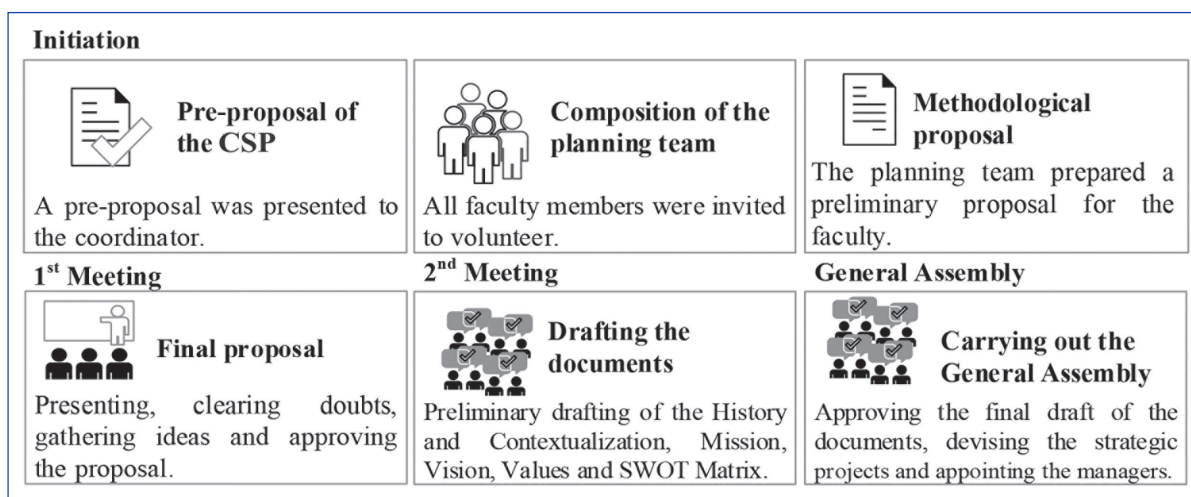 Initiation
Pre-proposal of
the CSP
A pre-proposal was presented to
the coordinator.
Composition of the
planning team
All faculty members were invited
to volunteer.
Methodological
proposal
The planning team prepared a
preliminary proposal for the
faculty.
1st Meeting
Final proposal
Presenting, clearing doubts,
gathering ideas and approving
the proposal.
2nd Meeting
Drafting the
documents
Preliminary drafting of the History
and Contextualization, Mission,
Vision, Values and SWOT Matrix.
General Assembly
Carrying out the
General Assembly
Approving the final draft of the
documents, devising the strategic
projects and appointing the managers.